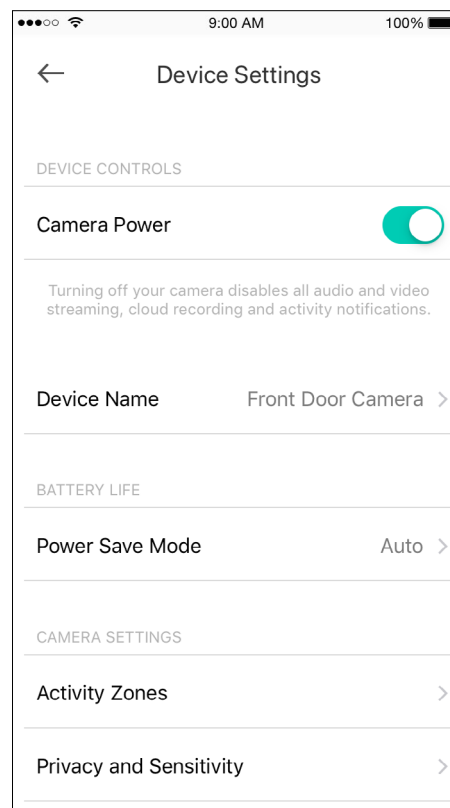 9:00 AM 100%
Device Settings
DEVICE CONTROLS
Camera Power
Turning off your camera disables all audio and video
streaming, cloud recording and activity notifications.
Device Name Front Door Camera
BATTERY LIFE
Power Save Mode Auto
CAMERA SETTINGS
Activity Zones
Privacy and Sensitivity